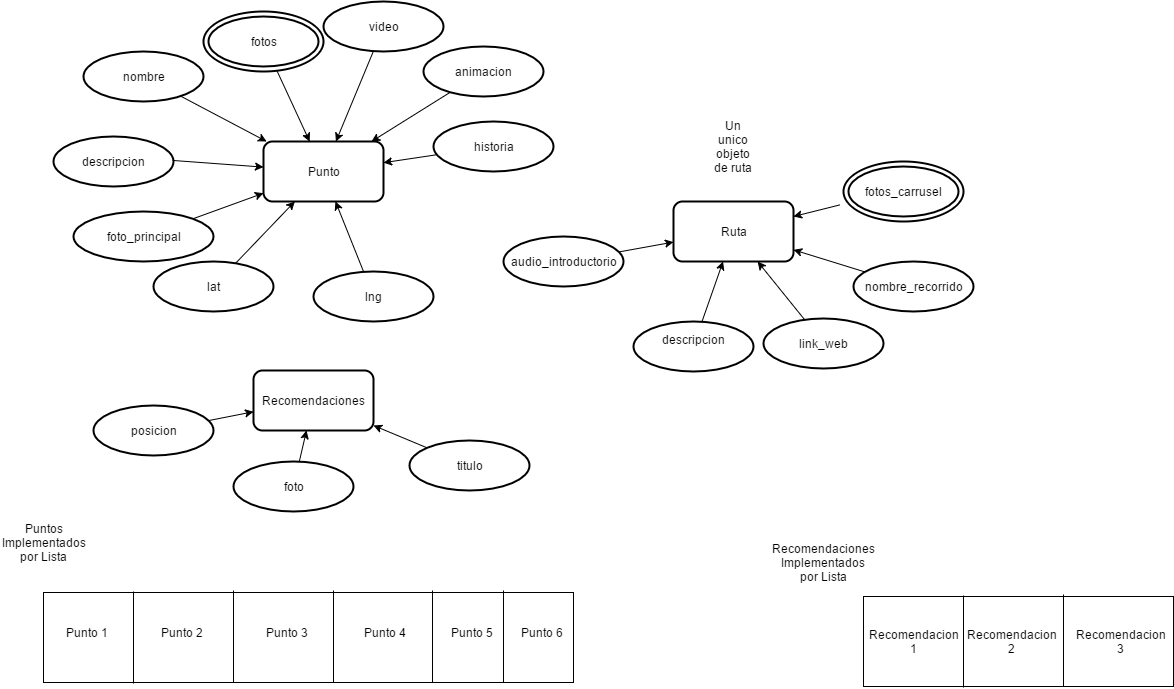 video
fotos
animacion
nombre
historia
descripcion
Punto
foto_principal
lat
lng
Un
unico
objeto
de ruta
fotos_carrusel
Ruta
audio_introductorio
nombre_recorrido
descripcion
link_web
Recomendaciones
posicion
titulo
foto
Puntos
Implementados
por Lista
Punto 1
Punto 2
Punto 3
Punto 4
Punto 5
Punto 6
Recomendaciones
Implementados
por Lista
Recomendacion
1
Recomendacion
2
Recomendacion
3